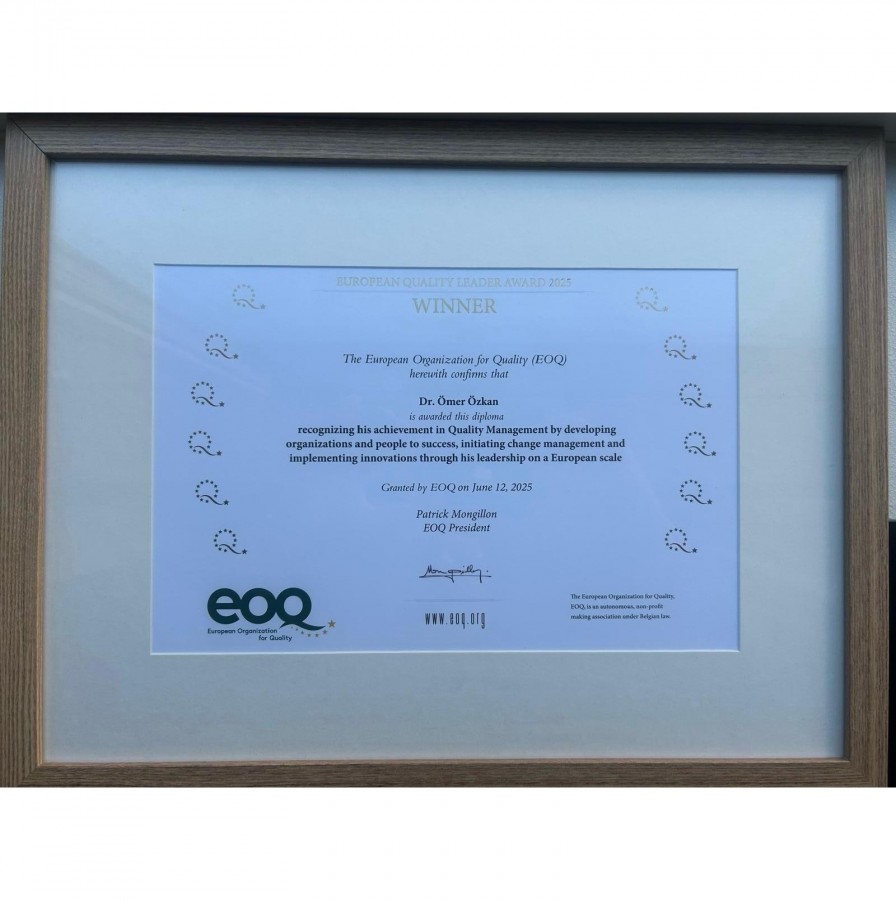 EUROPEAN QUALITY LEADER AWARD 2025
WINNER
The European Organization for Quality (EOQ)
herewith confirms that
Dr. Ömer Özkan
is awarded this diploma
recognizing his achievement in Quality Management by developing
organizations and people to success, initiating change management and
implementing innovations through his leadership on a European scale
Granted by EOQ on June 12, 2025
Patrick Mongillon
EOQ President
eoq
European Organization
for Quality
www.eoq.org
The European Organization for Quality,
EOQ, is an autonomous, non-profit
making association under Belgian law.